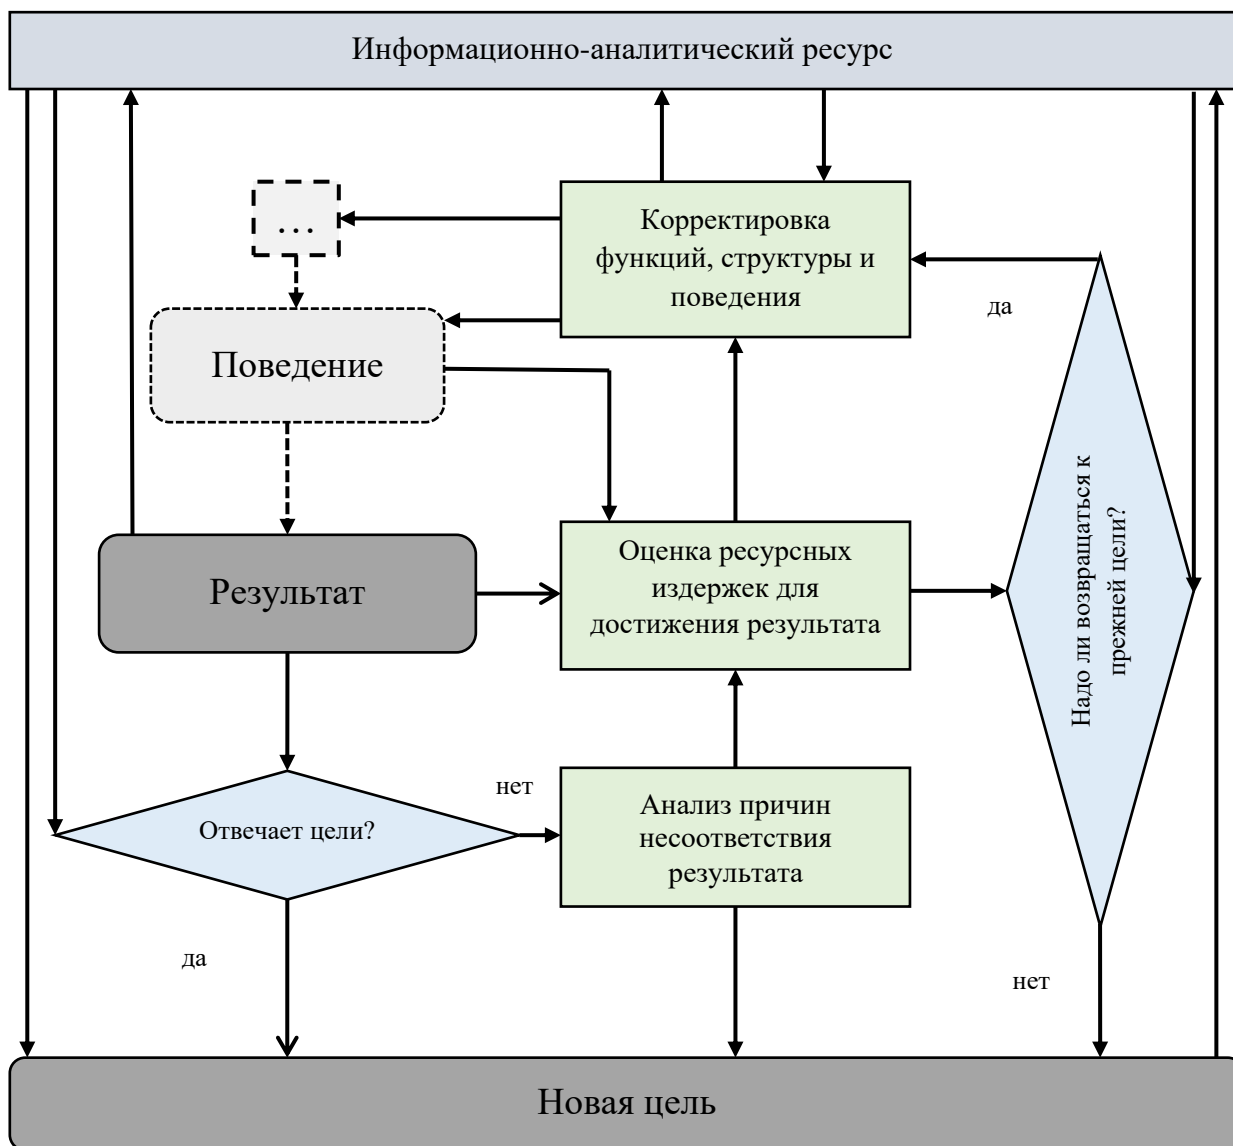 Информационно-аналитический ресурс
...
Корректировка
функций, структуры и
поведения
да
Поведение
Надо ли возвращаться к
прежней цели?
Результат
Оценка ресурсных
издержек для
достижения результата
нет
Отвечает цели?
Анализ причин
несоответствия
результата
да
нет
Новая цель